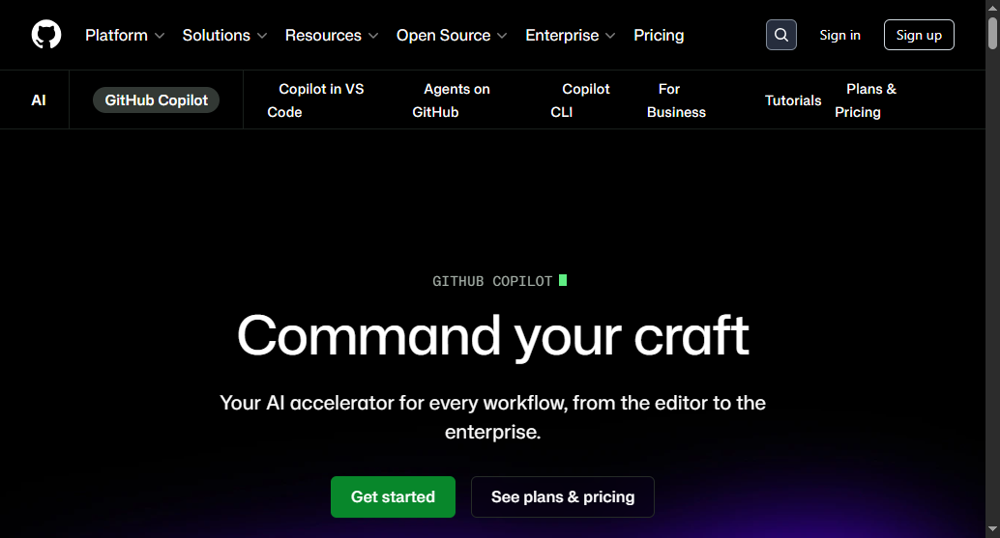 Platform Solutions Resources Open Source Enterprise Pricing Sign in Sign up
AI GitHub Copilot Copilot in VS Code Agents on GitHub Copilot CLI For Business Tutorials Plans & Pricing
GITHUB COPILOT
Command your craft
Your AI accelerator for every workflow, from the editor to the
enterprise.
Get started See plans & pricing